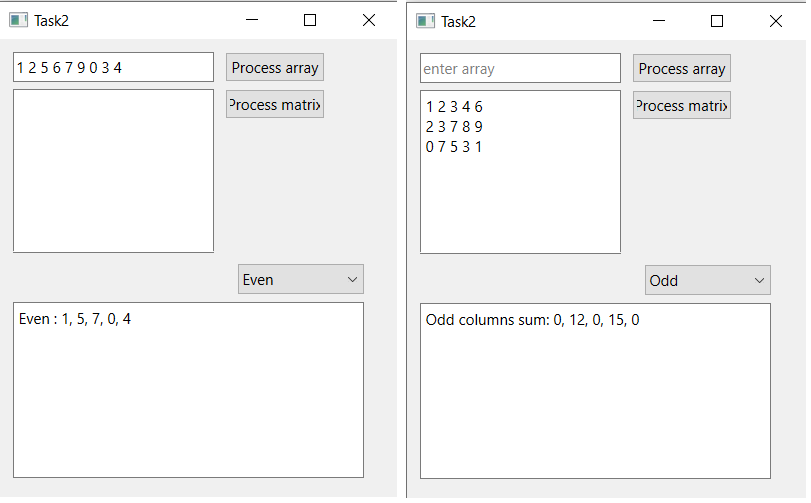 Task2
1 2 5 6 7 9 0 3 4
Process array
Process matrix
Even
Even : 1, 5, 7, 0, 4
Task2
enter array
Process array
Process matrix
1 2 3 4 6
2 3 7 8 9
0 7 5 3 1
Odd
Odd columns sum: 0, 12, 0, 15, 0